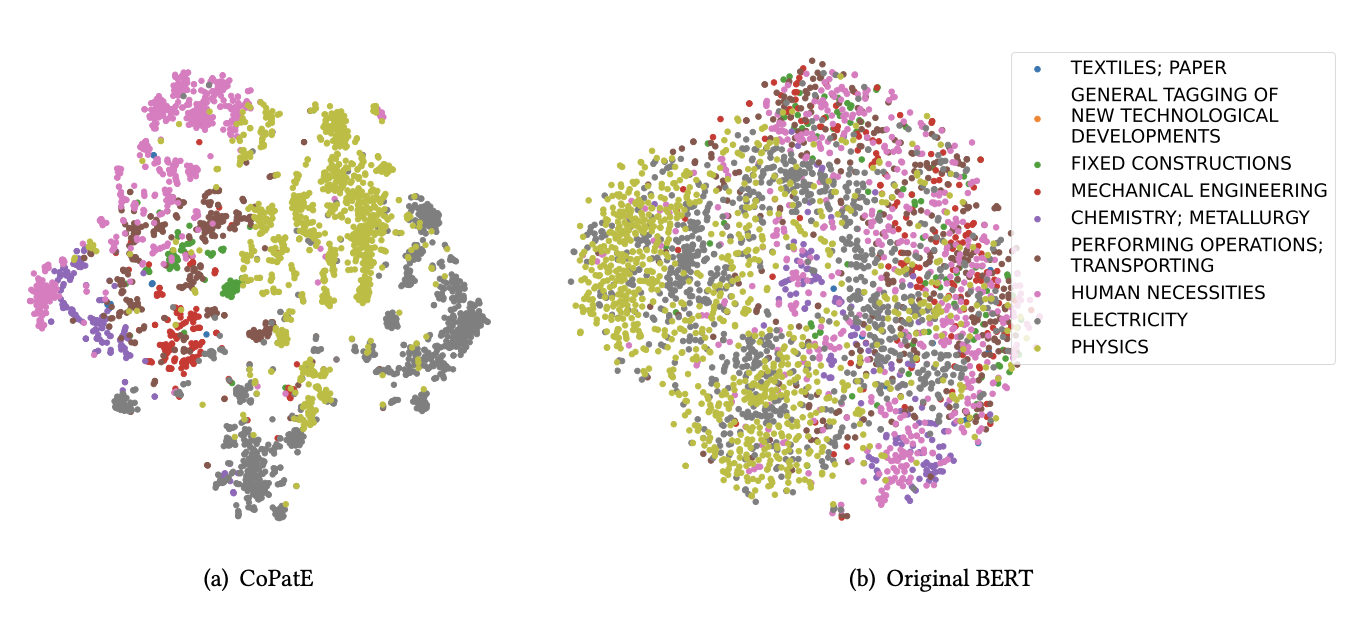 TEXTILES; PAPER
GENERAL TAGGING OF
NEW TECHNOLOGICAL
DEVELOPMENTS
FIXED CONSTRUCTIONS
MECHANICAL ENGINEERING
CHEMISTRY; METALLURGY
PERFORMING OPERATIONS;
TRANSPORTING
HUMAN NECESSITIES
ELECTRICITY
PHYSICS
(a) CoPatE
(b) Original BERT